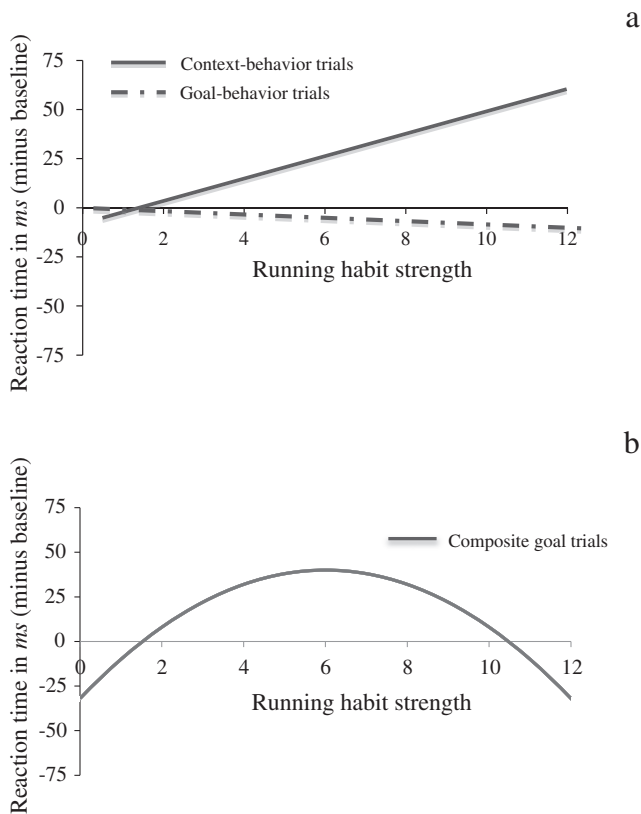 a
75
50
25
0
-25
-50
-75
Reaction time in ms (minus baseline)
Context-behavior trials
Goal-behavior trials
0 2 4 6 8 10 12
Running habit strength
b
75
50
25
0
-25
-50
-75
Reaction time in ms (minus baseline)
Composite goal trials
0 2 4 6 8 10 12
Running habit strength